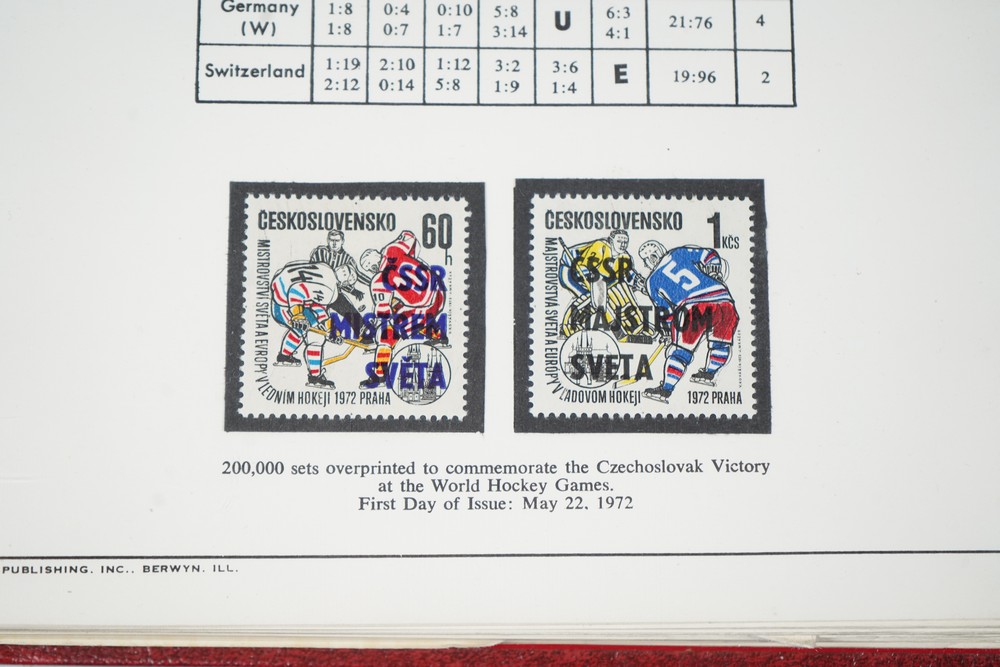 Germany 1:8 0:4 0:10 5:8 U 6:3 21:76 4
(W) 1:8 0:7 1:7 3:14 4:1
Switzerland 1:19 2:10 1:12 3:2 3:6 E 19:96 2
2:12 0:14 5:8 1:9 1:4
ČESKOSLOVENSKO 60
h
MISTROVSTVÍ SVĚTA A EVROPY V LEDNÍM HOKEJI 1972 PRAHA
14
10
ČSSR
MISTREM
SVĚTA
ČESKOSLOVENSKO 1
KČS
MAJSTROVSTVÁ SVETA A EURÓPY V ĽADOVOM HOKEJI 1972 PRAHA
5
ČSSR
MAJSTROM
SVETA
200,000 sets overprinted to commemorate the Czechoslovak Victory
at the World Hockey Games.
First Day of Issue: May 22. 1972
PUBLISHING. INC.. BERWYN. ILL.